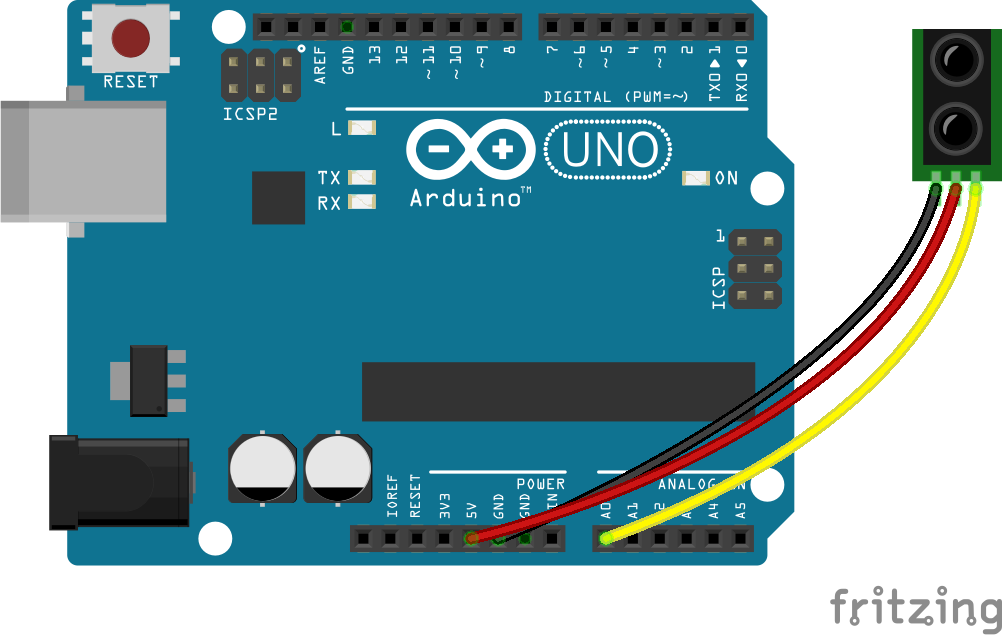 RESET
ICSP2
AREF
GND
13
12
~11
~10
~9
8
7
~6
~5
4
~3
2
TX0▶1
RX0◀0
DIGITAL (PWM=~)
L
TX
RX
UNO
Arduino™
ON
1
ICSP
POWER
ANALOG IN
IOREF
RESET
3V3
5V
GND
GND
A0
A1
A4
A5
fritzing